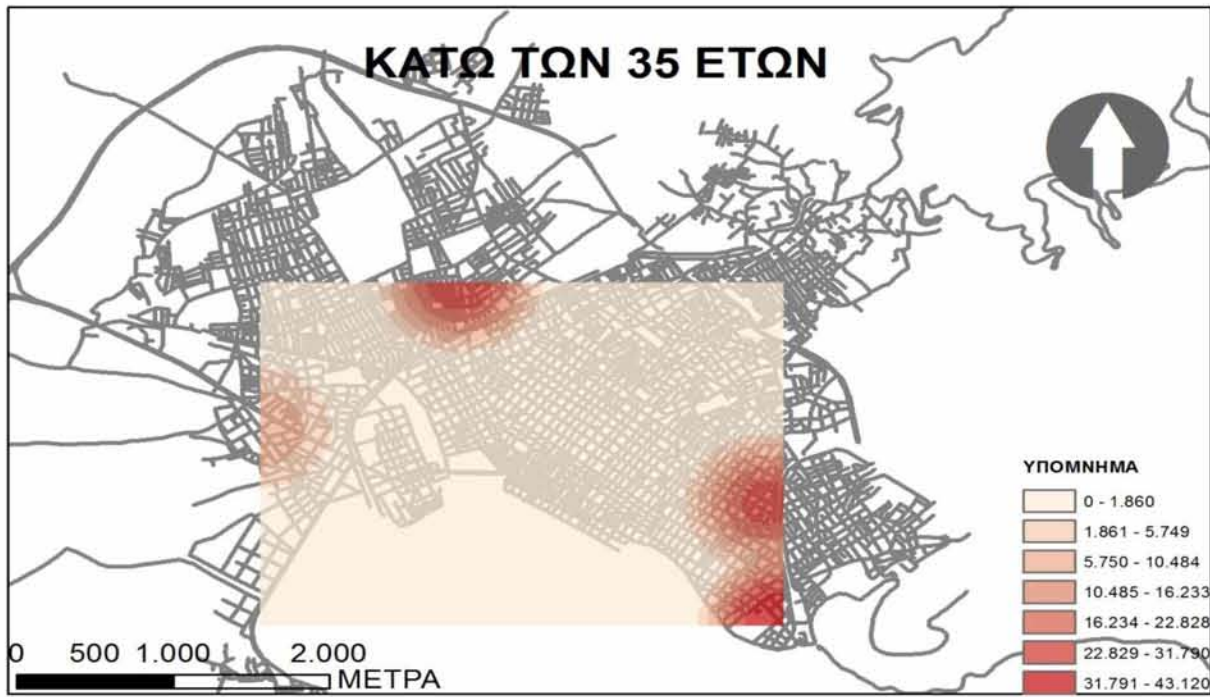 ΚΑΤΩ ΤΩΝ 35 ΕΤΩΝ
ΥΠΟΜΝΗΜΑ
0 - 1.860
1.861 - 5.749
5.750 - 10.484
10.485 - 16.233
16.234 - 22.828
22.829 - 31.790
31.791 - 43.120
0 500 1.000 2.000
ΜΕΤΡΑ